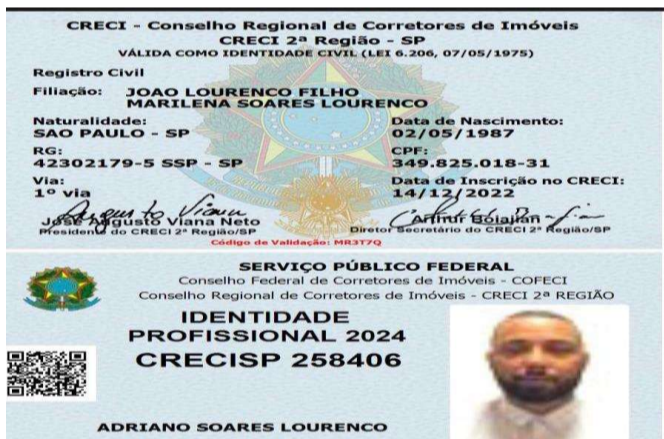 CRECI - Conselho Regional de Corretores de Imóveis
CRECI 2ª Região - SP
VÁLIDA COMO IDENTIDADE CIVIL (LEI 6.206, 07/05/1975)
Registro Civil
Filiação: JOAO LOURENCO FILHO
MARILENA SOARES LOURENCO
Naturalidade: Data de Nascimento:
SAO PAULO - SP 02/05/1987
RG: CPF:
42302179-5 SSP - SP 349.825.018-31
Via: Data de Inscrição no CRECI:
1º via 14/12/2022
José Augusto Viana Neto Arthur Boiajian
Presidente do CRECI 2ª Região/SP Diretor Secretário do CRECI 2ª Região/SP
Código de Validação: MR3T7Q
SERVIÇO PÚBLICO FEDERAL
Conselho Federal de Corretores de Imóveis - COFECI
Conselho Regional de Corretores de Imóveis - CRECI 2ª REGIÃO
IDENTIDADE
PROFISSIONAL 2024
CRECISP 258406
ADRIANO SOARES LOURENCO